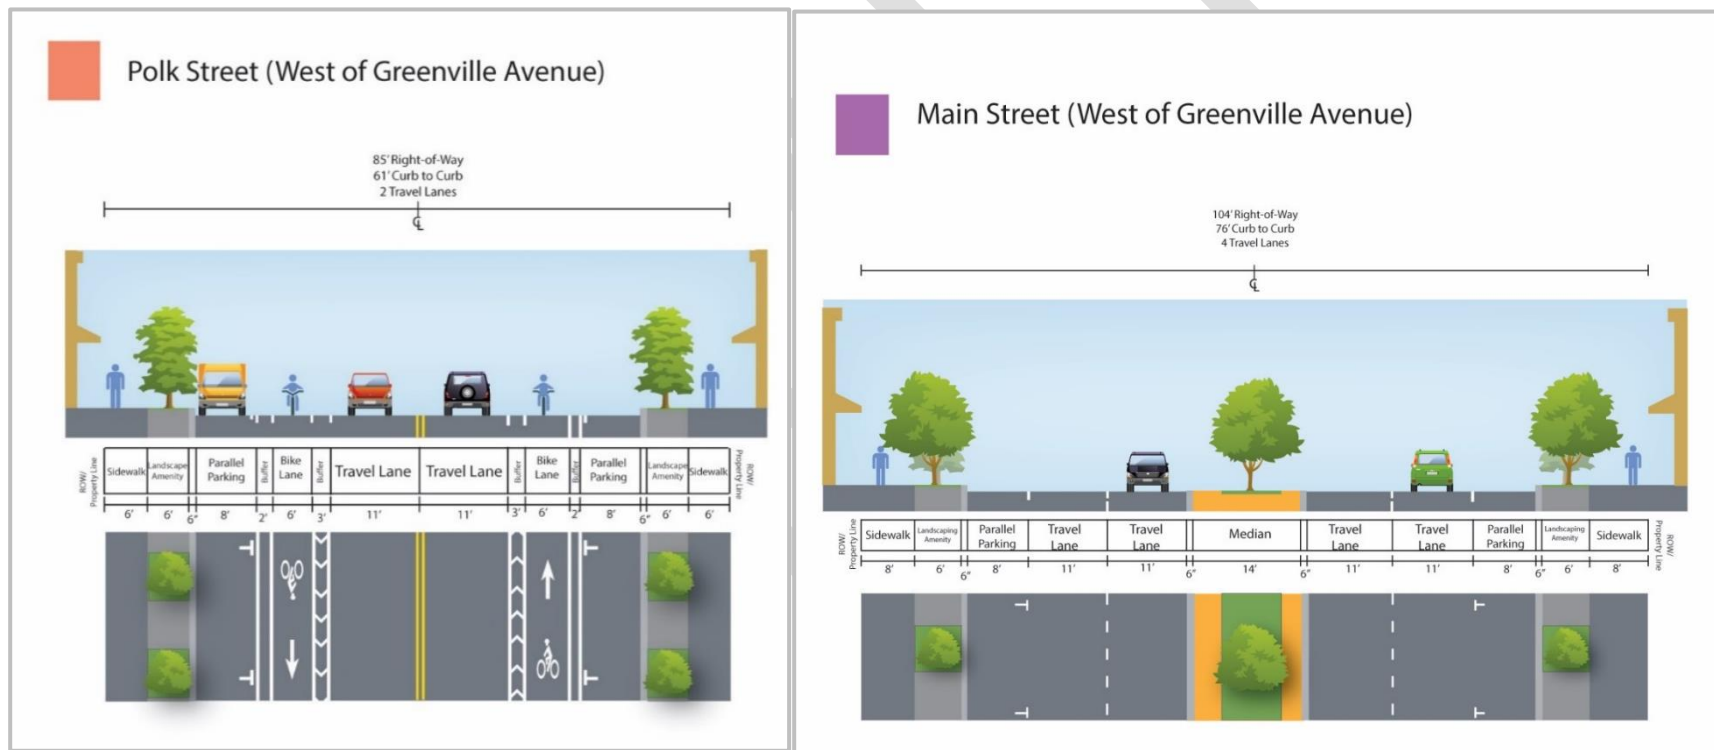 Polk Street (West of Greenville Avenue)
85' Right-of-Way
61' Curb to Curb
2 Travel Lanes
℄
ROW/
Property Line
Sidewalk
Landscape
Amenity
Parallel
Parking
Buffer
Bike
Lane
Buffer
Travel Lane
Travel Lane
Buffer
Bike
Lane
Buffer
Parallel
Parking
Landscape
Amenity
Sidewalk
ROW/
Property Line
6' 6' 6" 8' 2' 6' 3' 11' 11' 3' 6' 2' 8' 6" 6' 6'
Main Street (West of Greenville Avenue)
104' Right-of-Way
76' Curb to Curb
4 Travel Lanes
℄
ROW/
Property Line
Sidewalk
Landscaping
Amenity
Parallel
Parking
Travel
Lane
Travel
Lane
Median
Travel
Lane
Travel
Lane
Parallel
Parking
Landscaping
Amenity
Sidewalk
ROW/
Property Line
8' 6' 6" 8' 11' 11' 6" 14' 6" 11' 11' 8' 6" 6' 8'